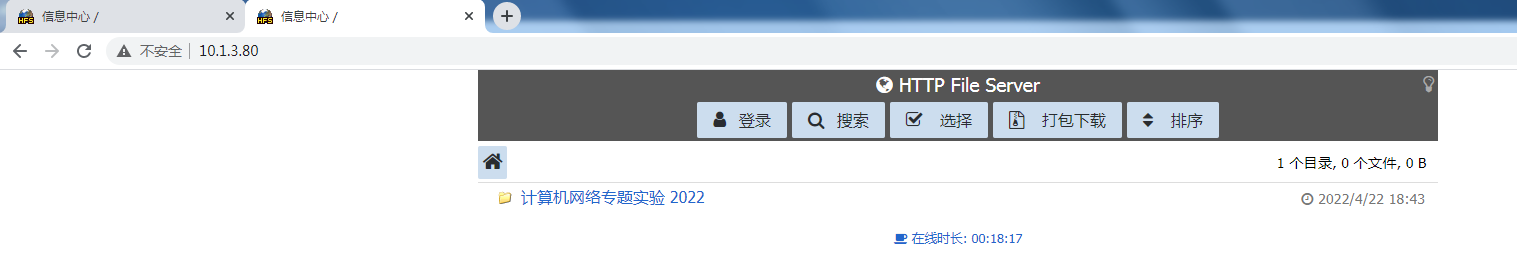 信息中心 /
信息中心 /
不安全 | 10.1.3.80
HTTP File Server
登录 搜索 选择 打包下载 排序
1 个目录, 0 个文件, 0 B
计算机网络专题实验 2022 2022/4/22 18:43
在线时长: 00:18:17